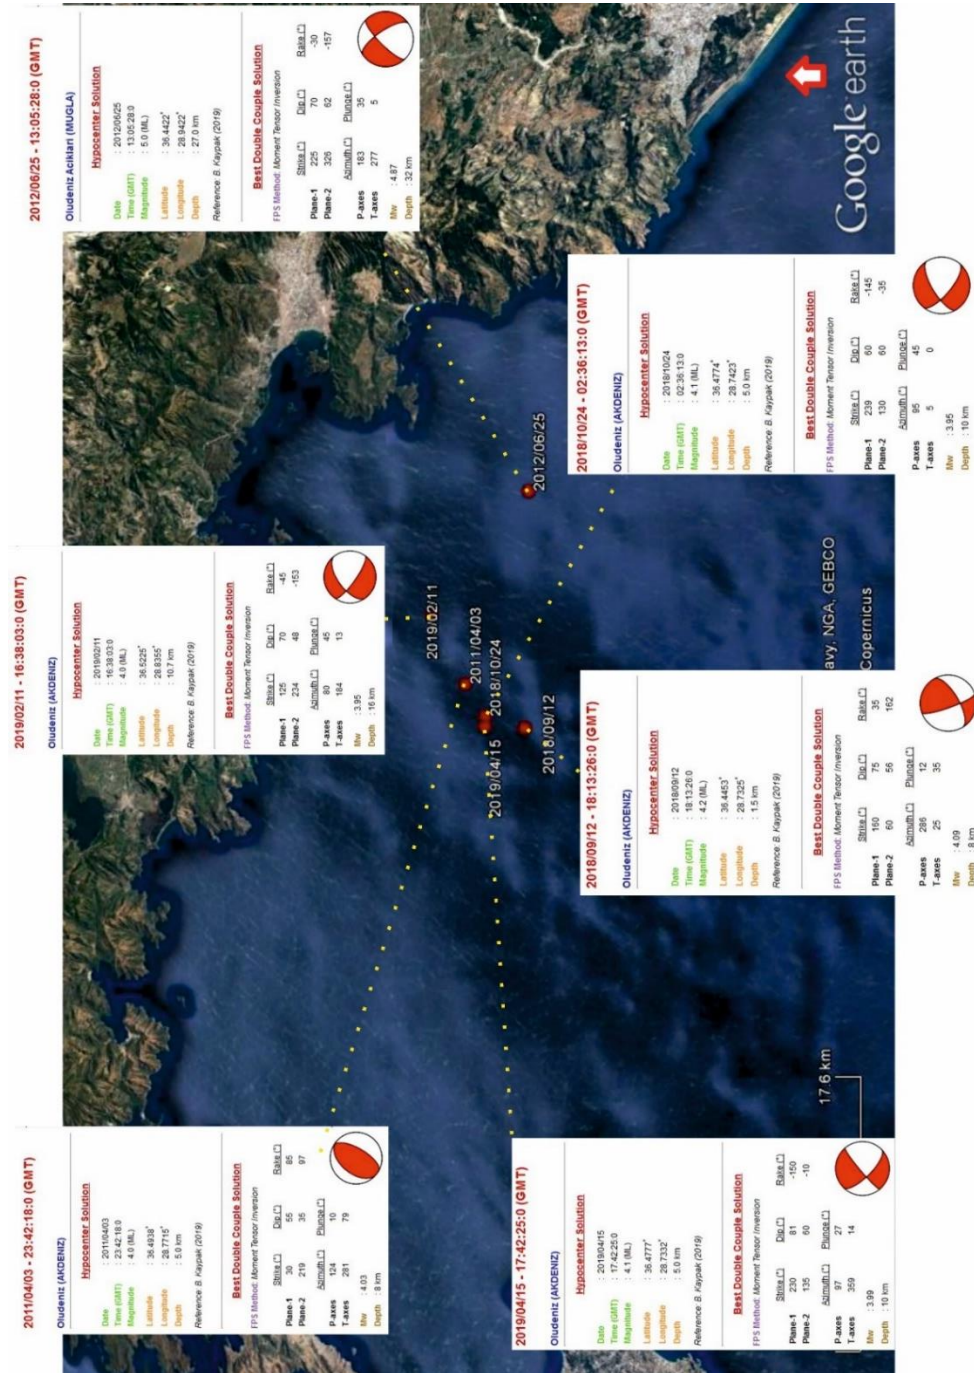 2011/04/03 - 23:42:18:0 (GMT)
Oludeniz (AKDENIZ)
Hypocenter Solution
Date : 2011/04/03
Time (GMT) : 23:42:18:0
Magnitude : 4.0 (ML)
Latitude : 36.4938°
Longitude : 28.7715°
Depth : 5.0 km
Reference: B. Kaypak (2019)
Best Double Couple Solution
FPS Method: Moment Tensor Inversion
Strike (°) Dip (°) Rake (°)
Plane-1 30 55 85
Plane-2 219 35 97
Azimuth (°) Plunge (°)
P-axes 124 10
T-axes 281 79
Mw : 4.03
Depth : 8 km
2019/02/11 - 16:38:03:0 (GMT)
Oludeniz (AKDENIZ)
Hypocenter Solution
Date : 2019/02/11
Time (GMT) : 16:38:03:0
Magnitude : 4.0 (ML)
Latitude : 36.5225°
Longitude : 28.8355°
Depth : 10.7 km
Reference: B. Kaypak (2019)
Best Double Couple Solution
FPS Method: Moment Tensor Inversion
Strike (°) Dip (°) Rake (°)
Plane-1 125 70 -45
Plane-2 234 48 -153
Azimuth (°) Plunge (°)
P-axes 80 45
T-axes 184 13
Mw : 3.95
Depth : 16 km
2012/06/25 - 13:05:28:0 (GMT)
Oludeniz Aciklari (MUGLA)
Hypocenter Solution
Date : 2012/06/25
Time (GMT) : 13:05:28:0
Magnitude : 5.0 (ML)
Latitude : 36.4422°
Longitude : 28.9422°
Depth : 27.0 km
Reference: B. Kaypak (2019)
Best Double Couple Solution
FPS Method: Moment Tensor Inversion
Strike (°) Dip (°) Rake (°)
Plane-1 225 70 -30
Plane-2 326 62 -157
Azimuth (°) Plunge (°)
P-axes 183 35
T-axes 277 5
Mw : 4.87
Depth : 32 km
2019/02/11
2011/04/03
2018/10/24
2019/04/15
2012/06/25
2018/09/12
2019/04/15 - 17:42:25:0 (GMT)
Oludeniz (AKDENIZ)
Hypocenter Solution
Date : 2019/04/15
Time (GMT) : 17:42:25:0
Magnitude : 4.1 (ML)
Latitude : 36.4777°
Longitude : 28.7332°
Depth : 5.0 km
Reference: B. Kaypak (2019)
Best Double Couple Solution
FPS Method: Moment Tensor Inversion
Strike (°) Dip (°) Rake (°)
Plane-1 230 81 -150
Plane-2 135 60 -10
Azimuth (°) Plunge (°)
P-axes 97 27
T-axes 359 14
Mw : 3.99
Depth : 10 km
2018/09/12 - 18:13:26:0 (GMT)
Oludeniz (AKDENIZ)
Hypocenter Solution
Date : 2018/09/12
Time (GMT) : 18:13:26:0
Magnitude : 4.2 (ML)
Latitude : 36.4453°
Longitude : 28.7325°
Depth : 1.5 km
Reference: B. Kaypak (2019)
Best Double Couple Solution
FPS Method: Moment Tensor Inversion
Strike (°) Dip (°) Rake (°)
Plane-1 160 75 35
Plane-2 60 56 162
Azimuth (°) Plunge (°)
P-axes 286 12
T-axes 25 35
Mw : 4.09
Depth : 8 km
2018/10/24 - 02:36:13:0 (GMT)
Oludeniz (AKDENIZ)
Hypocenter Solution
Date : 2018/10/24
Time (GMT) : 02:36:13:0
Magnitude : 4.1 (ML)
Latitude : 36.4774°
Longitude : 28.7423°
Depth : 5.0 km
Reference: B. Kaypak (2019)
Best Double Couple Solution
FPS Method: Moment Tensor Inversion
Strike (°) Dip (°) Rake (°)
Plane-1 239 60 -145
Plane-2 130 60 -35
Azimuth (°) Plunge (°)
P-axes 95 45
T-axes 5 0
Mw : 3.95
Depth : 10 km
17.6 km
avy, NGA, GEBCO
Copernicus
Google earth